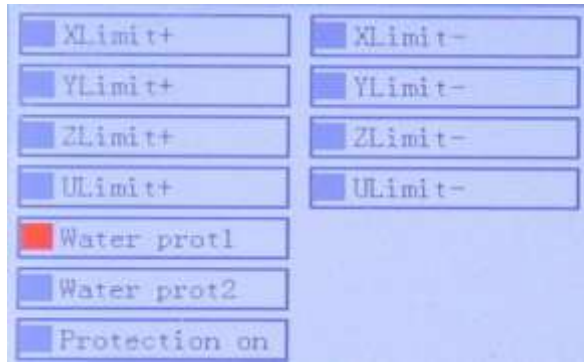 XLimit+ XLimit-
YLimit+ YLimit-
ZLimit+ ZLimit-
ULimit+ ULimit-
Water prot1
Water prot2
Protection on